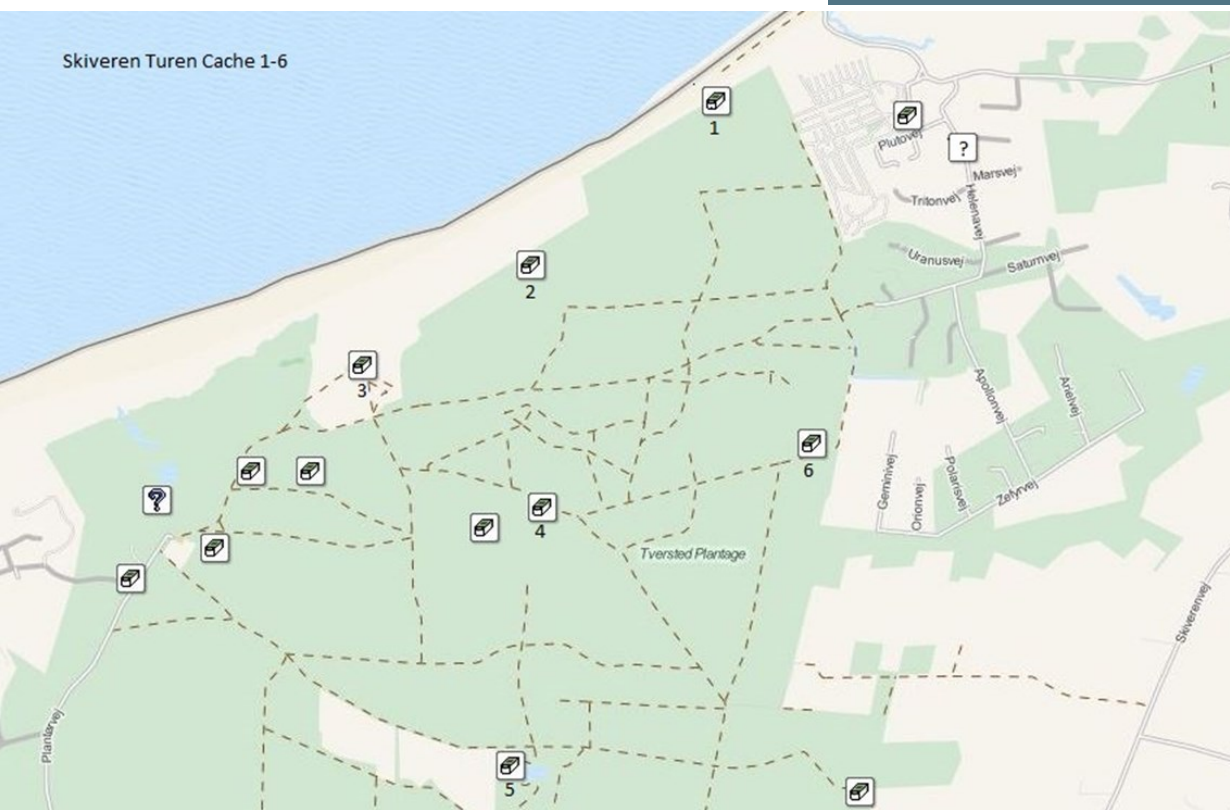 Skiveren Turen Cache 1-6
1
Plutovej
?
Marsvej
Tritonvej
Helenavej
Uranusvej
Saturnvej
2
3
Apollonvej
Arielvej
6
Geminivej
Orionvej
Polarisvej
Zefyrvej
?
4
Tversted Plantage
Skiverenvej
Plantørvej
5